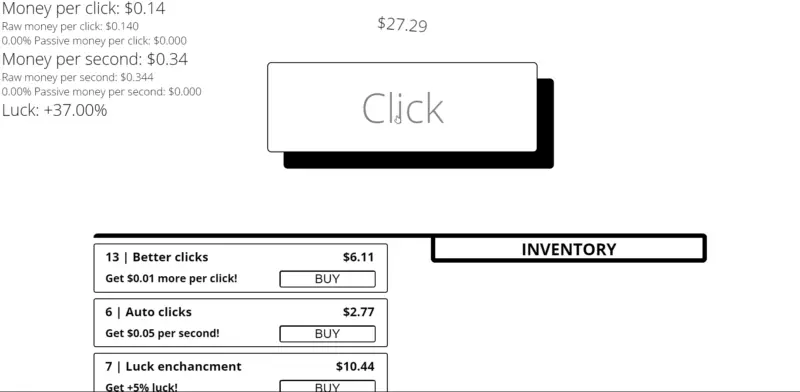 Money per click: $0.14
Raw money per click: $0.140
0.00% Passive money per click: $0.000
Money per second: $0.34
Raw money per second: $0.344
0.00% Passive money per second: $0.000
Luck: +37.00%
$27.29
Click
INVENTORY
13 | Better clicks $6.11
Get $0.01 more per click! BUY
6 | Auto clicks $2.77
Get $0.05 per second! BUY
7 | Luck enchancment $10.44
Get +5% luck! BUY